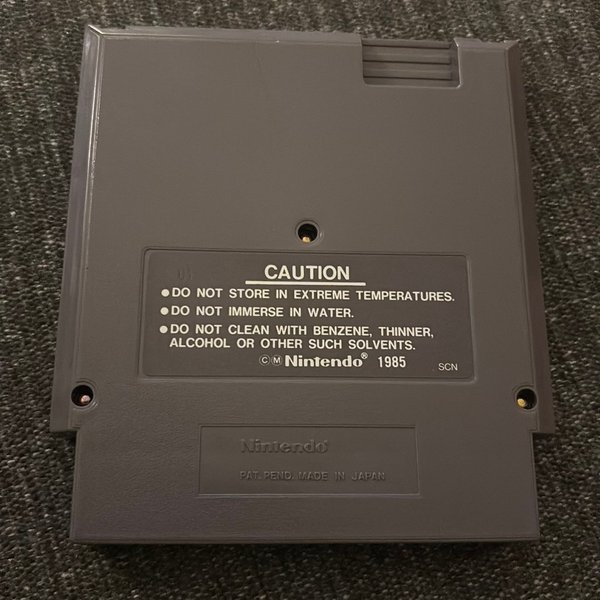 CAUTION
●DO NOT STORE IN EXTREME TEMPERATURES.
●DO NOT IMMERSE IN WATER.
●DO NOT CLEAN WITH BENZENE, THINNER,
ALCOHOL OR OTHER SUCH SOLVENTS.
ⒸⓂ Nintendo® 1985 SCN
Nintendo®
PAT. PEND. MADE IN JAPAN